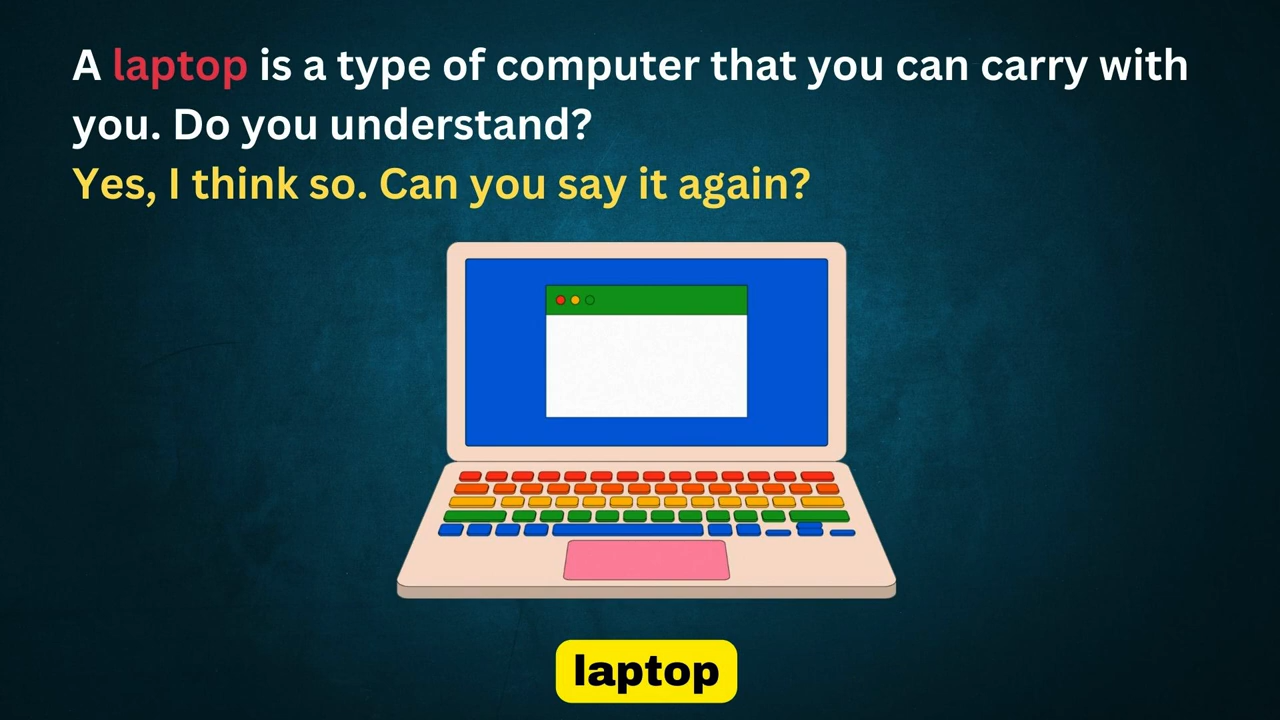 A laptop is a type of computer that you can carry with
you. Do you understand?
Yes, I think so. Can you say it again?
laptop